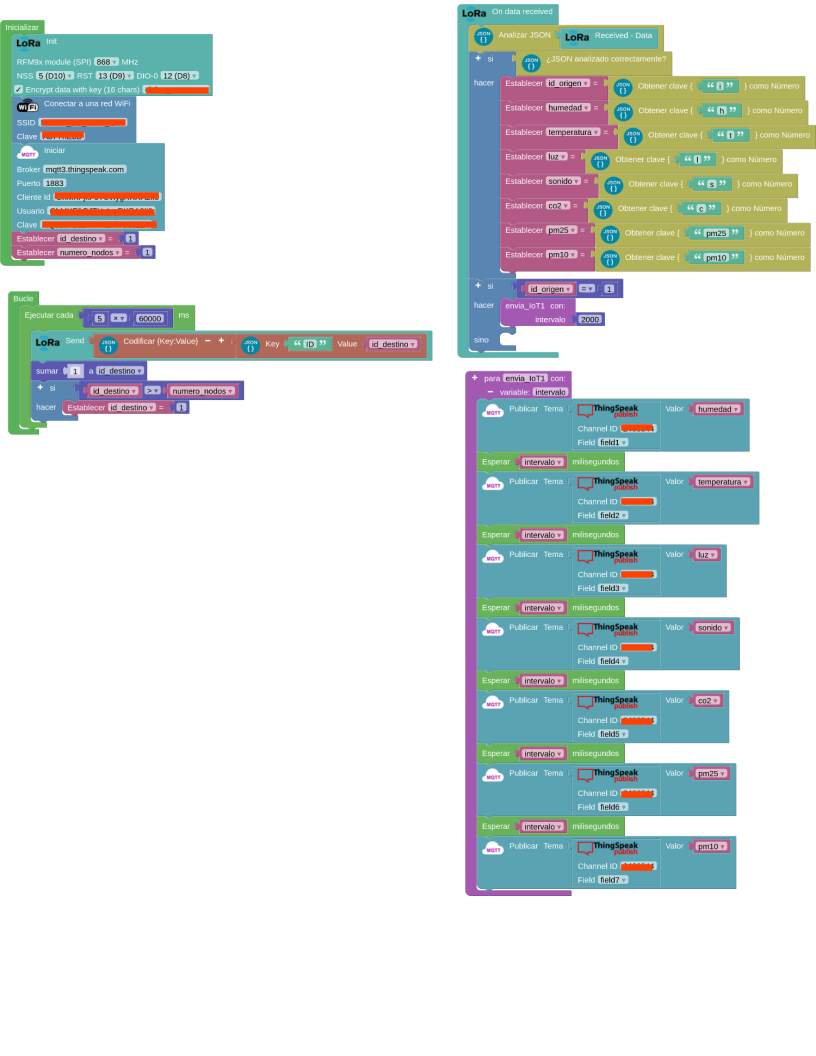 Inicializar
LoRa Init
RFM9x module (SPI) 868 MHz
NSS 5 (D10) RST 13 (D9) DIO-0 12 (D8)
Encrypt data with key (16 chars)
WiFi Conectar a una red WiFi
SSID
Clave
MQTT Iniciar
Broker mqtt3.thingspeak.com
Puerto 1883
Cliente Id
Usuario
Clave
Establecer id_destino = 1
Establecer numero_nodos = 1
Bucle
Ejecutar cada 5 × 60000 ms
LoRa Send JSON { } Codificar {Key:Value} − + JSON { } Key “ ID ” Value id_destino
sumar 1 a id_destino
+ si id_destino > numero_nodos
hacer Establecer id_destino = 1
LoRa On data received
JSON { } Analizar JSON LoRa Received - Data
+ si JSON { } ¿JSON analizado correctamente?
hacer Establecer id_origen = JSON { } Obtener clave { “ i ” } como Número
Establecer humedad = JSON { } Obtener clave { “ h ” } como Número
Establecer temperatura = JSON { } Obtener clave { “ t ” } como Número
Establecer luz = JSON { } Obtener clave { “ l ” } como Número
Establecer sonido = JSON { } Obtener clave { “ s ” } como Número
Establecer co2 = JSON { } Obtener clave { “ c ” } como Número
Establecer pm25 = JSON { } Obtener clave { “ pm25 ” } como Número
Establecer pm10 = JSON { } Obtener clave { “ pm10 ” } como Número
+ si id_origen = 1
hacer envia_IoT1 con:
intervalo 2000
sino
+ para envia_IoT1 con:
− variable: intervalo
MQTT Publicar Tema ThingSpeak publish Valor humedad
Channel ID
Field field1
Esperar intervalo milisegundos
MQTT Publicar Tema ThingSpeak publish Valor temperatura
Channel ID
Field field2
Esperar intervalo milisegundos
MQTT Publicar Tema ThingSpeak publish Valor luz
Channel ID
Field field3
Esperar intervalo milisegundos
MQTT Publicar Tema ThingSpeak publish Valor sonido
Channel ID
Field field4
Esperar intervalo milisegundos
MQTT Publicar Tema ThingSpeak publish Valor co2
Channel ID
Field field5
Esperar intervalo milisegundos
MQTT Publicar Tema ThingSpeak publish Valor pm25
Channel ID
Field field6
Esperar intervalo milisegundos
MQTT Publicar Tema ThingSpeak publish Valor pm10
Channel ID
Field field7